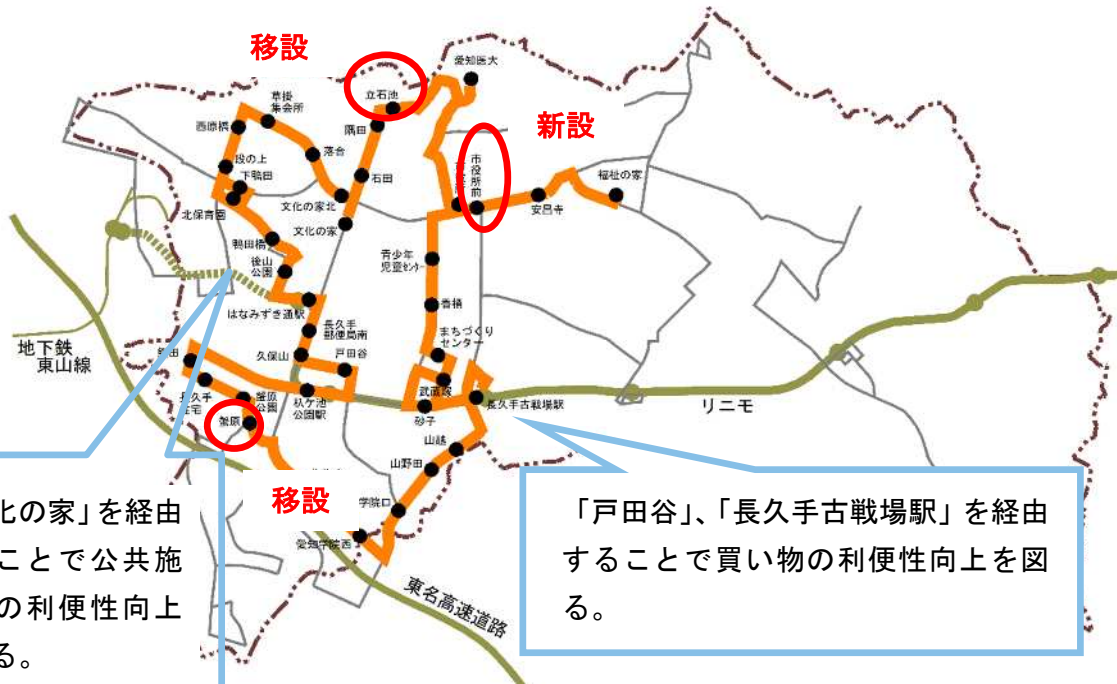 移設
愛知医大
立石池
草掛
集会所
新設
西原橋
隅田
市役所前
落合
段の上
石田
福祉の家
下鴨田
文化の家北
安昌寺
北保育園
文化の家
鴨田橋
青少年
児童センター
後山
公園
香桶
はなみずき通駅
長久手
郵便局南
まちづくり
センター
地下鉄
東山線
久保山
戸田谷
武蔵塚
長久手
住宅
蟹原
公園
杁ケ池
公園駅
長久手古戦場駅
リニモ
砂子
蟹原
山越
山野田
移設
学院口
愛知学院西
東名高速道路
化の家」を経由
ことで公共施
の利便性向上
る。
「戸田谷」、「長久手古戦場駅」を経由
することで買い物の利便性向上を図
る。